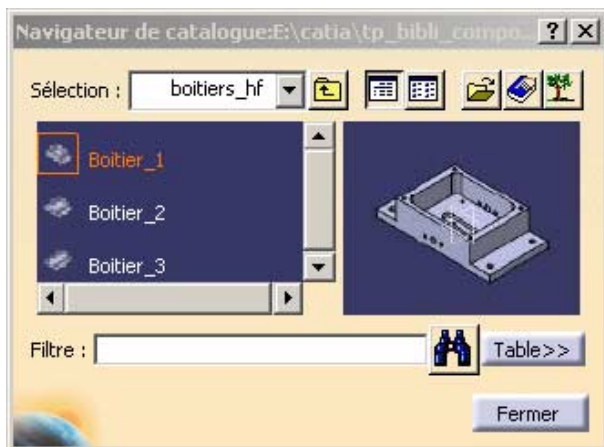 Navigateur de catalogue:E:\catia\tp_bibli_compo...
Sélection : boitiers_hf
Boitier_1
Boitier_2
Boitier_3
Filtre :
Table>>
Fermer